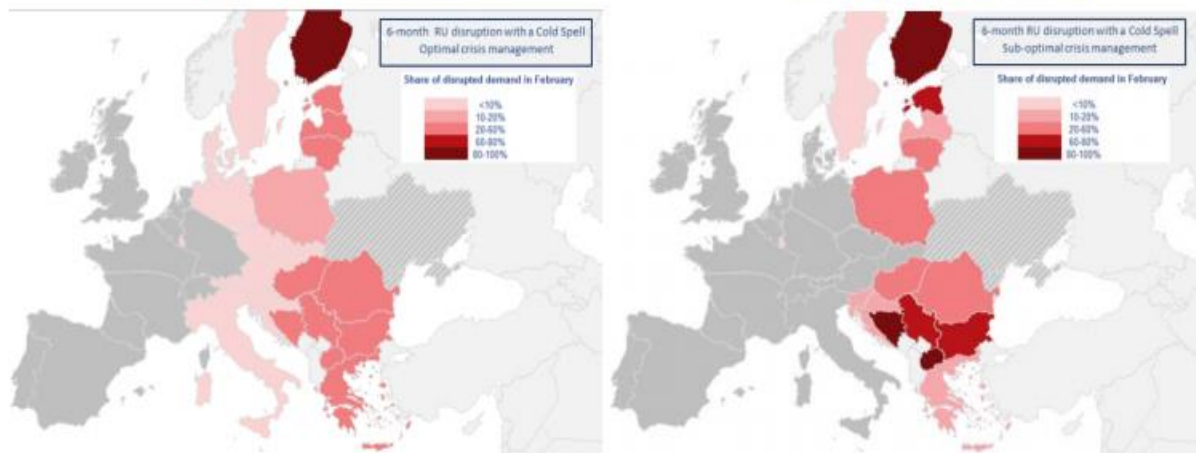 6-month RU disruption with a Cold Spell
Optimal crisis management
Share of disrupted demand in February
<10%
10-20%
20-60%
60-80%
80-100%
6-month RU disruption with a Cold Spell
Sub-optimal crisis management
Share of disrupted demand in February
<10%
10-20%
20-60%
60-80%
80-100%